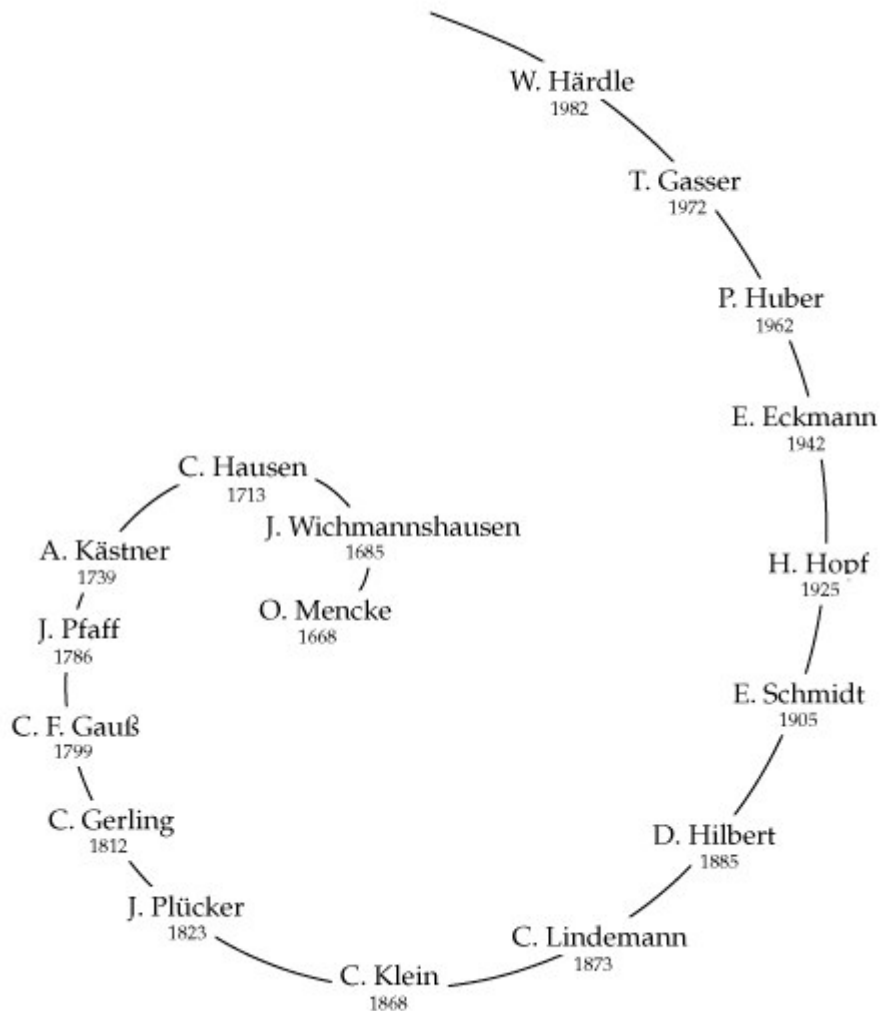 W. Härdle
1982
T. Gasser
1972
P. Huber
1962
E. Eckmann
1942
C. Hausen
1713
J. Wichmannshausen
1685
A. Kästner
1739
H. Hopf
1925
O. Mencke
1668
J. Pfaff
1786
E. Schmidt
1905
C. F. Gauß
1799
C. Gerling
1812
D. Hilbert
1885
J. Plücker
1823
C. Lindemann
1873
C. Klein
1868